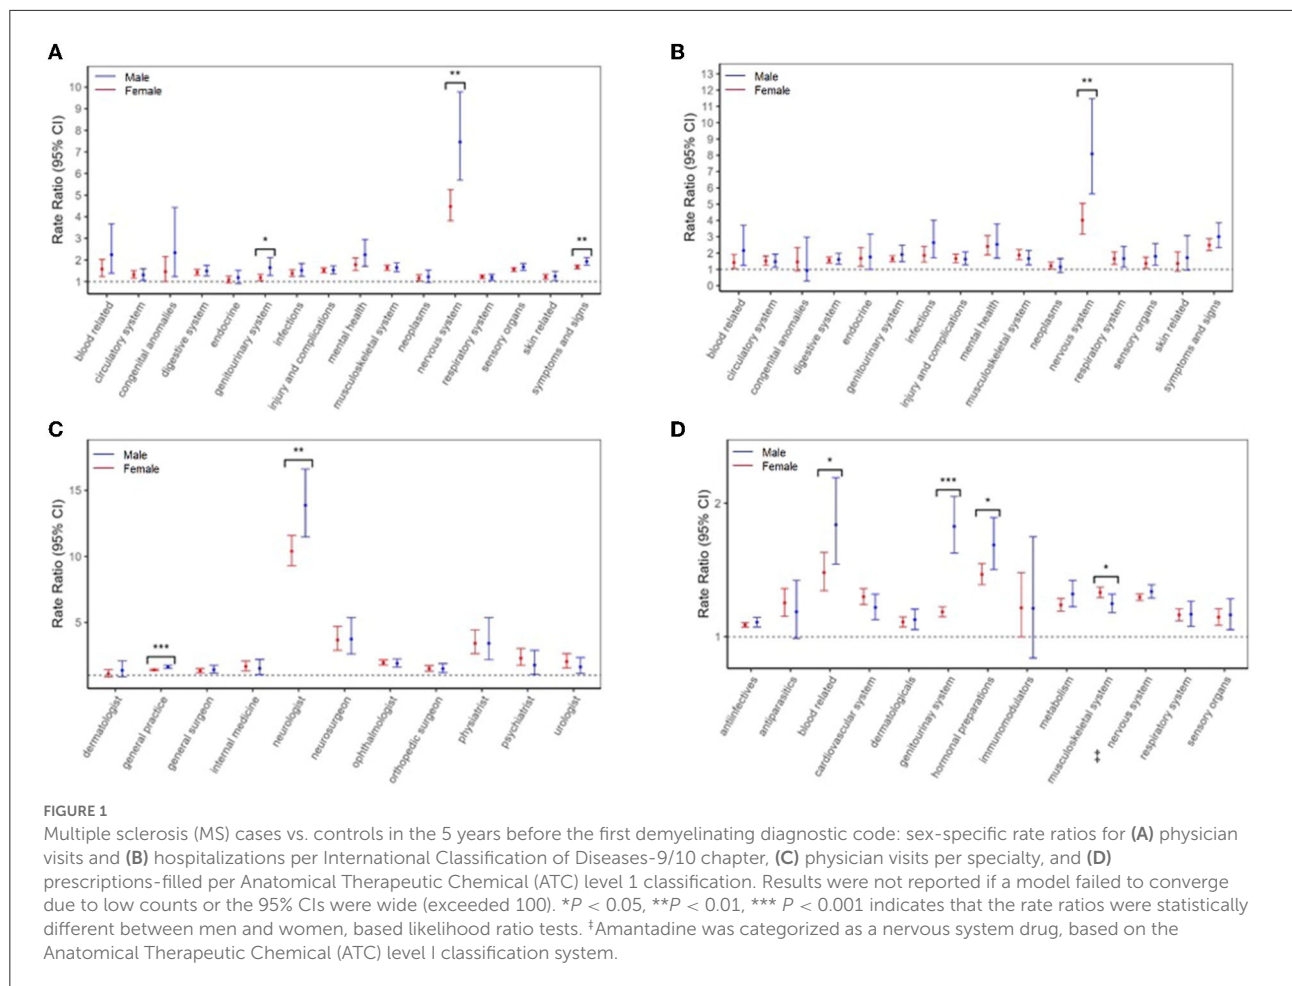 A
Male
Female
Rate Ratio (95% CI)
10
9
8
7
6
5
4
3
2
1
*
**
**
blood related
circulatory system
congenital anomalies
digestive system
endocrine
genitourinary system
infections
injury and complications
mental health
musculoskeletal system
neoplasms
nervous system
respiratory system
sensory organs
skin related
symptoms and signs
B
Male
Female
Rate Ratio (95% CI)
13
12
11
10
9
8
7
6
5
4
3
2
1
0
**
blood related
circulatory system
congenital anomalies
digestive system
endocrine
genitourinary system
infections
injury and complications
mental health
musculoskeletal system
neoplasms
nervous system
respiratory system
sensory organs
skin related
symptoms and signs
C
Male
Female
Rate Ratio (95% CI)
15
10
5
***
**
dermatologist
general practice
general surgeon
internal medicine
neurologist
neurosurgeon
ophthalmologist
orthopedic surgeon
physiatrist
psychiatrist
urologist
D
Male
Female
Rate Ratio (95% CI)
2
1
*
***
*
*
antiinfectives
antiparasitics
blood related
cardiovascular system
dermatologicals
genitourinay system
hormonal preparations
immunomodulators
metabolism
musculoskeletal system
‡
nervous system
respiratory system
sensory organs
FIGURE 1
Multiple sclerosis (MS) cases vs. controls in the 5 years before the first demyelinating diagnostic code: sex-specific rate ratios for (A) physician
visits and (B) hospitalizations per International Classification of Diseases-9/10 chapter, (C) physician visits per specialty, and (D)
prescriptions-filled per Anatomical Therapeutic Chemical (ATC) level 1 classification. Results were not reported if a model failed to converge
due to low counts or the 95% CIs were wide (exceeded 100). *P < 0.05, **P < 0.01, *** P < 0.001 indicates that the rate ratios were statistically
different between men and women, based likelihood ratio tests. ‡Amantadine was categorized as a nervous system drug, based on the
Anatomical Therapeutic Chemical (ATC) level I classification system.